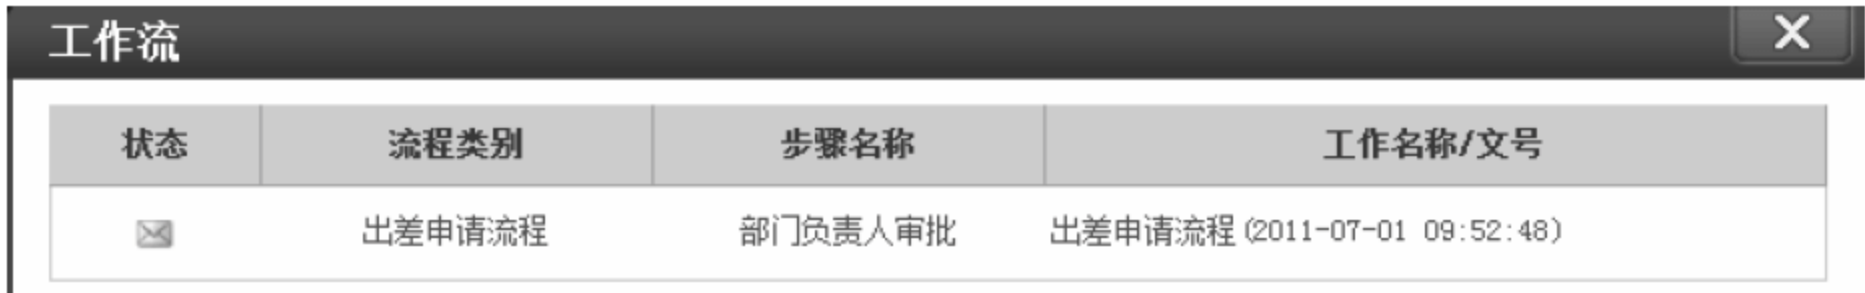 工作流
状态 流程类别 步骤名称 工作名称/文号
出差申请流程 部门负责人审批 出差申请流程(2011-07-01 09:52:48)